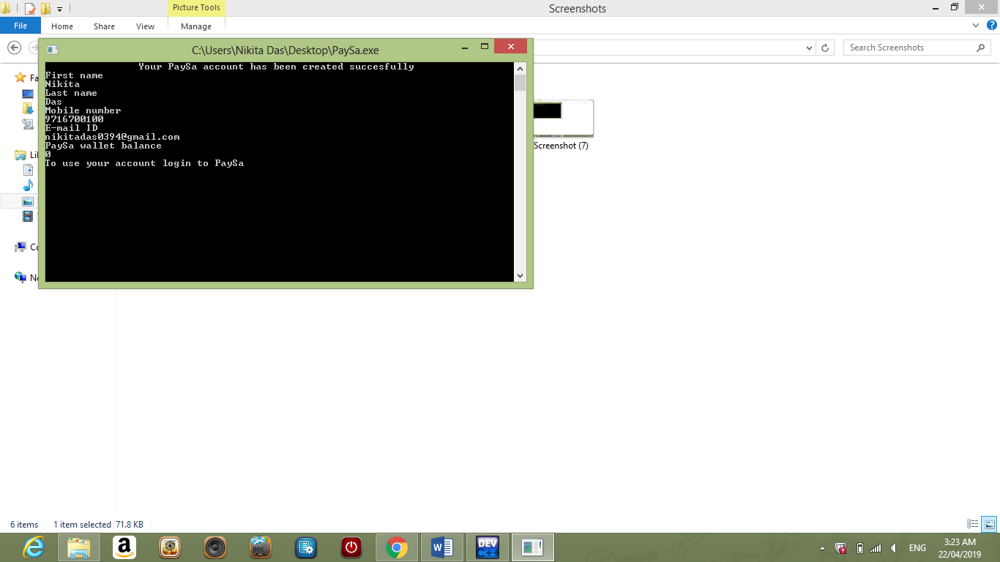 Picture Tools
Screenshots
File
Home
Share
View
Manage
C:\Users\Nikita Das\Desktop\PaySa.exe
Search Screenshots
Your PaySa account has been created succesfully
First name
Nikita
Last name
Das
Mobile number
9716700100
E-mail ID
nikitadas0394@gmail.com
PaySa wallet balance
0
To use your account login to PaySa
Fa
Li
Co
Ne
Screenshot (7)
6 items
1 item selected 71.8 KB
a
DOC
W
DEV
C++
ENG
3:23 AM
22/04/2019